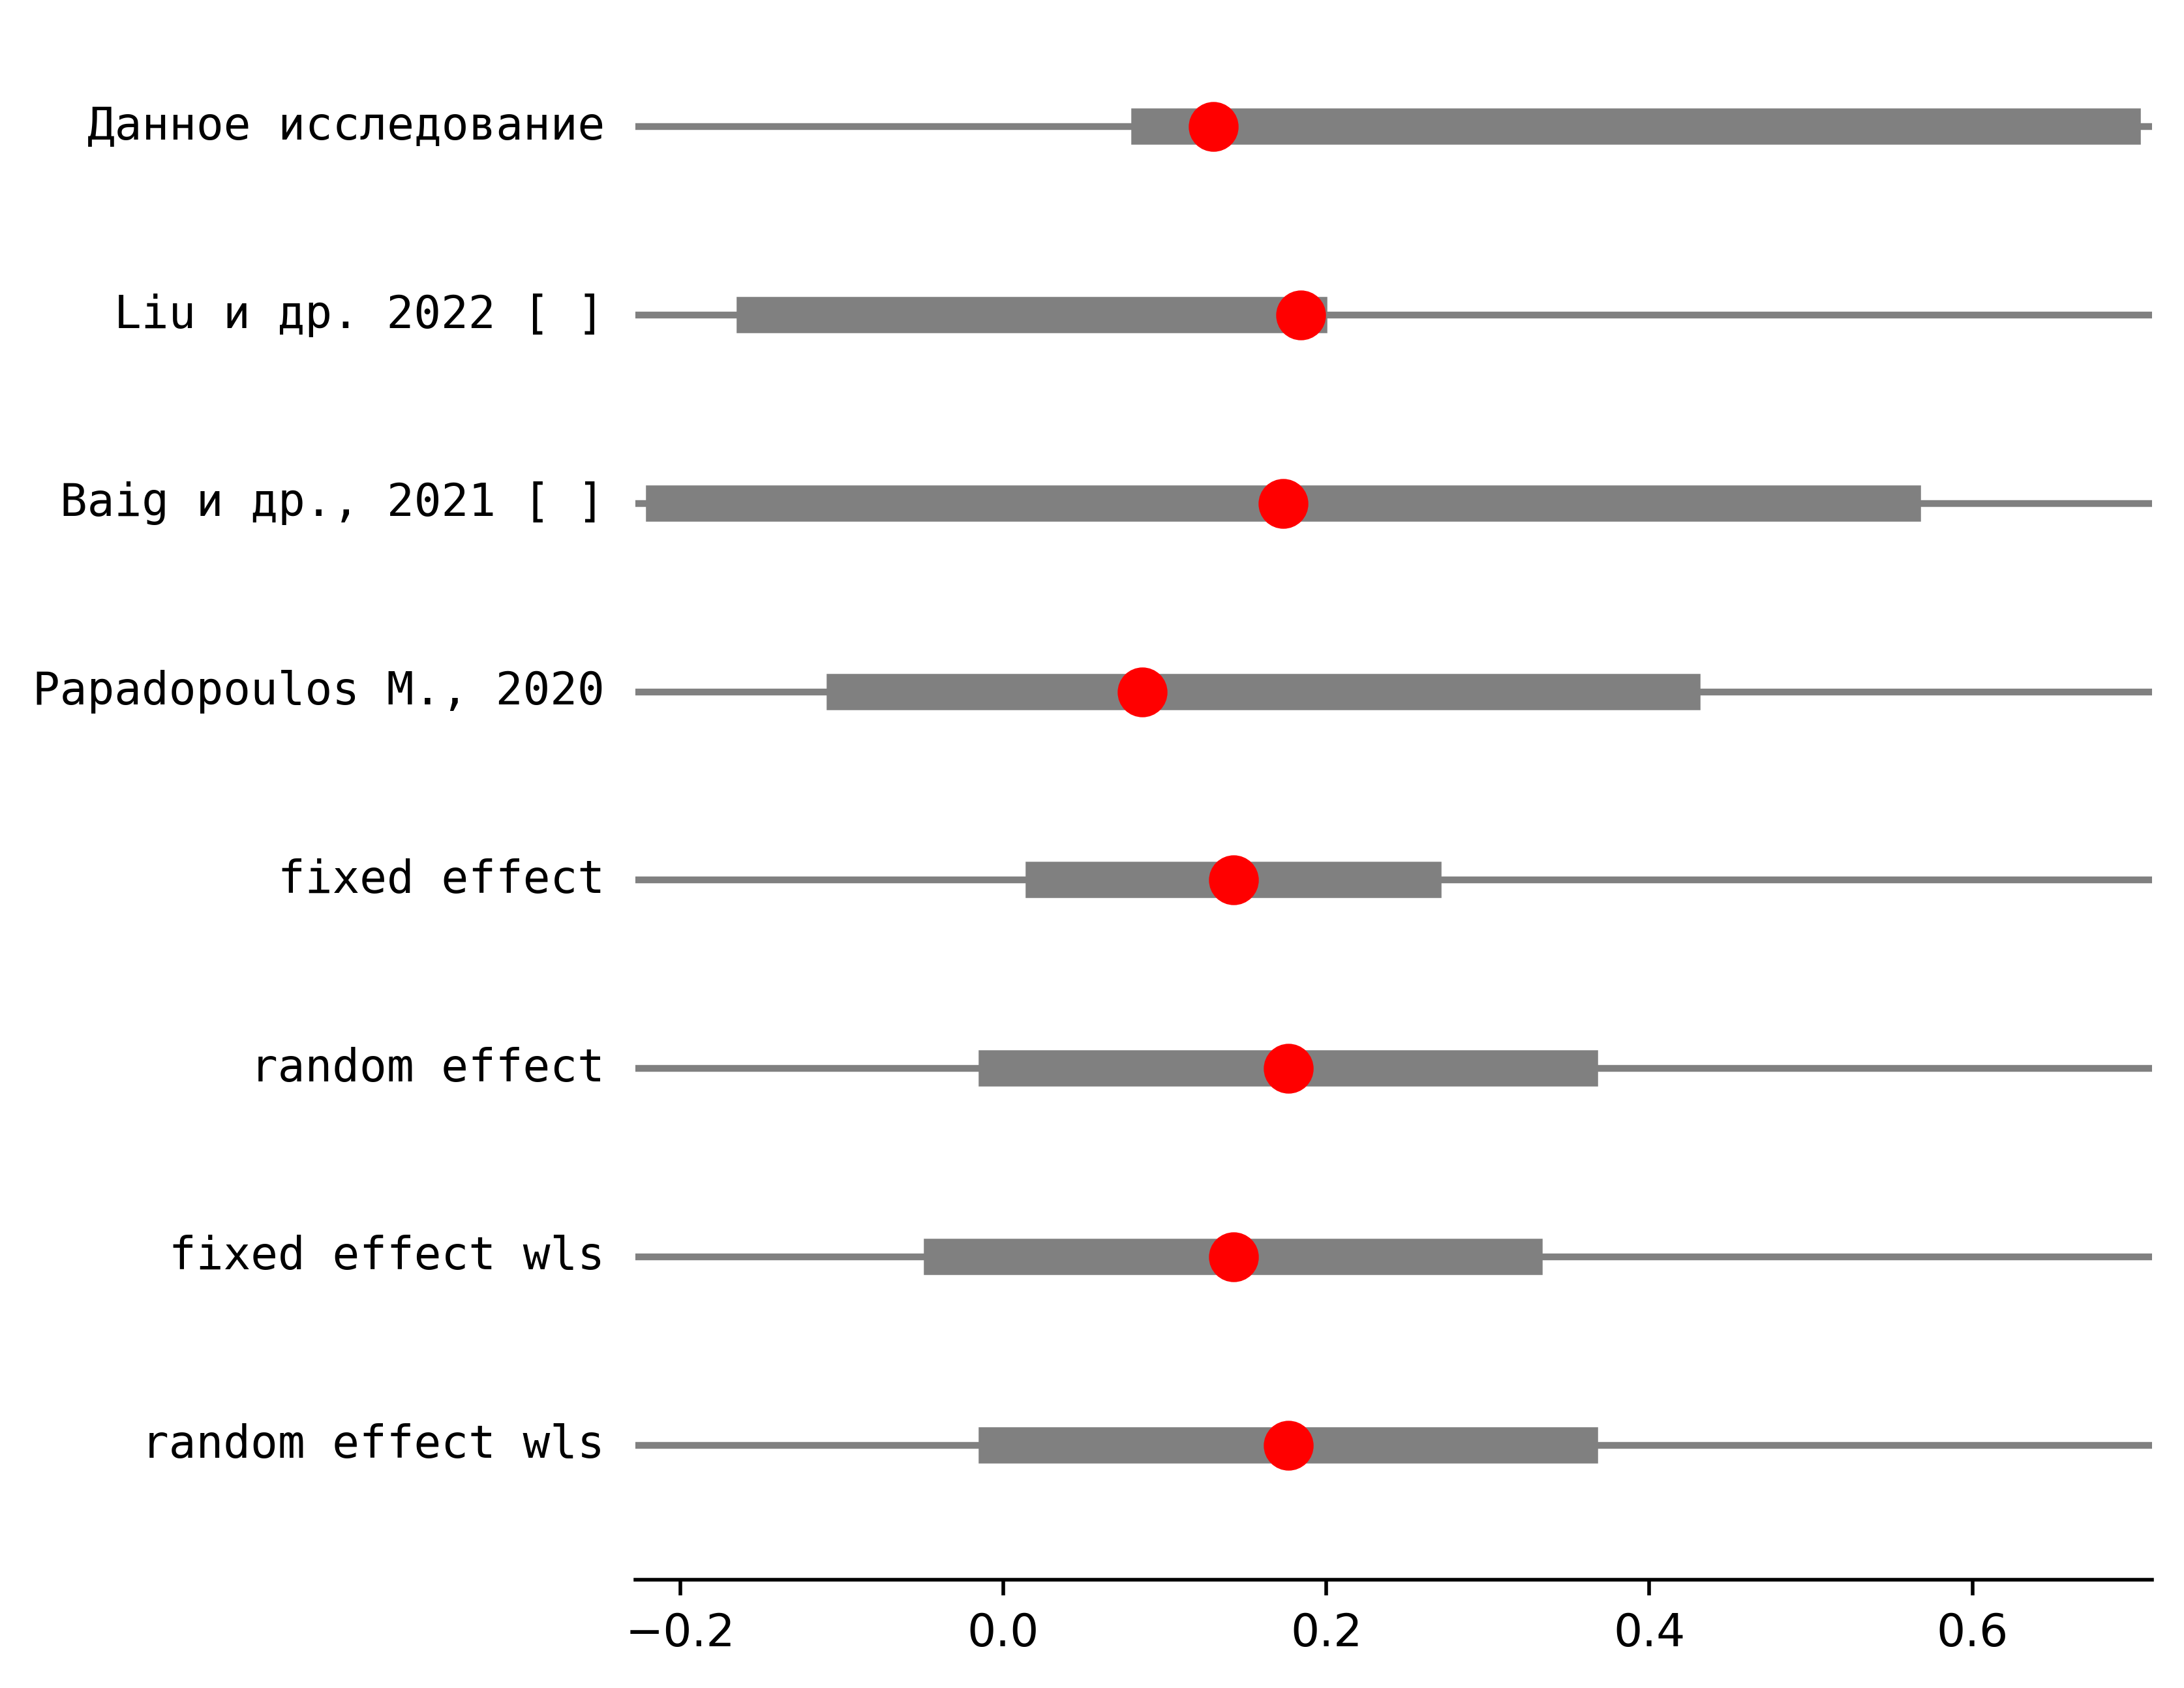 Данное исследование
Liu и др. 2022 [ ]
Baig и др., 2021 [ ]
Papadopoulos M., 2020
fixed effect
random effect
fixed effect wls
random effect wls
−0.2 0.0 0.2 0.4 0.6